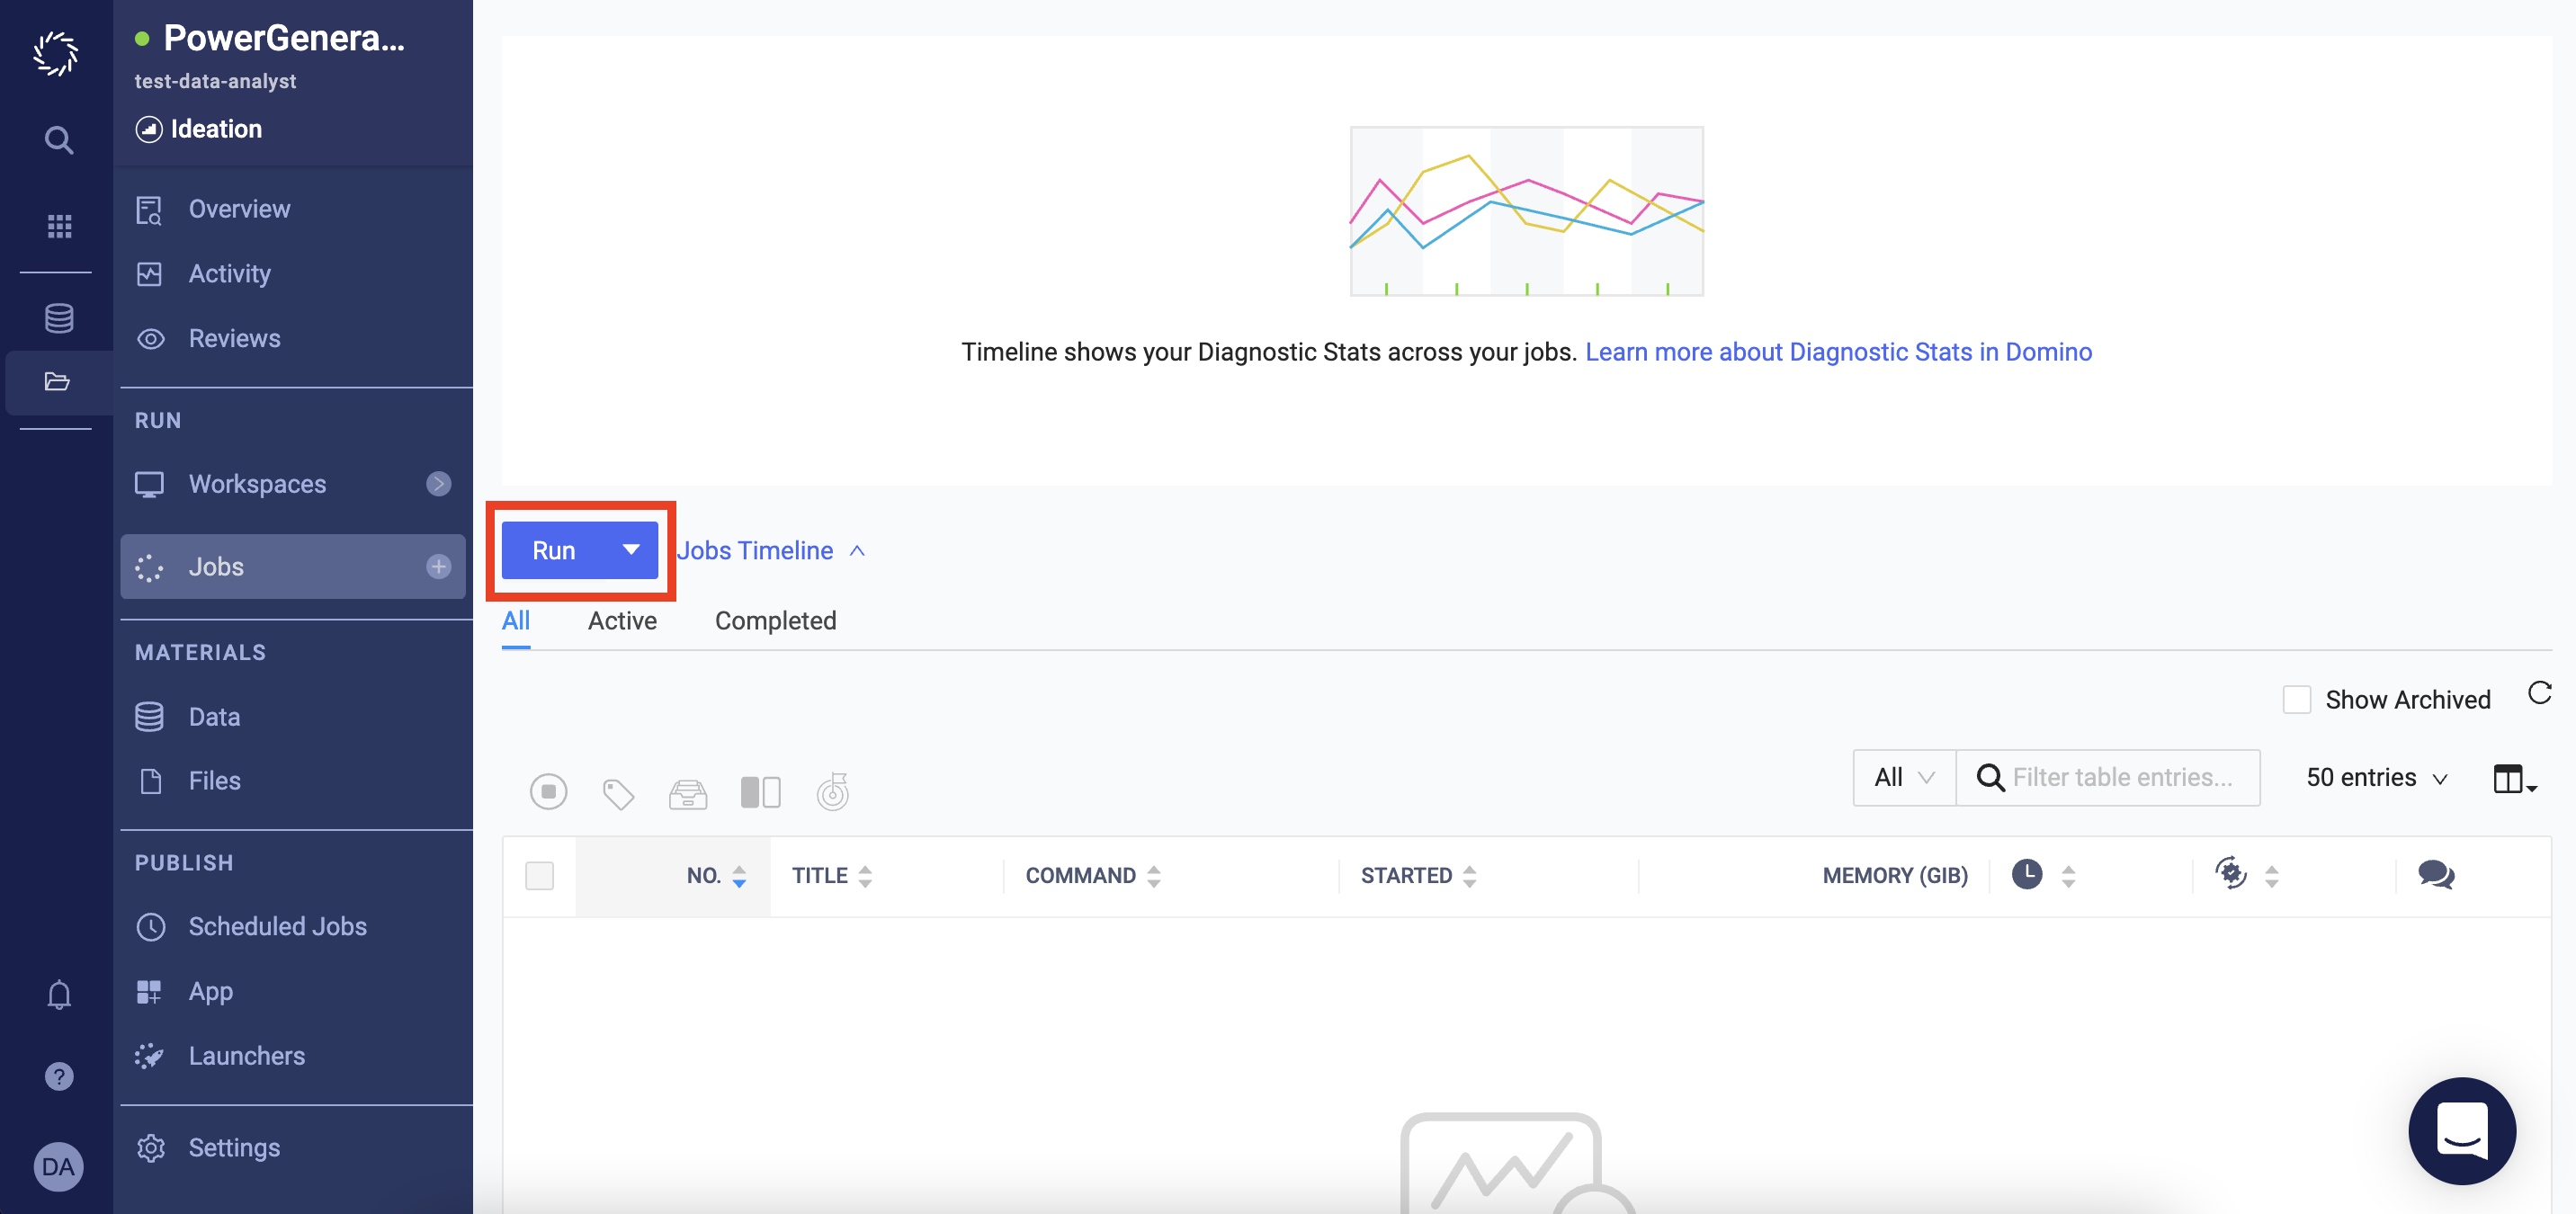 PowerGenera...
test-data-analyst
Ideation
Overview
Activity
Reviews
RUN
Workspaces
Jobs
MATERIALS
Data
Files
PUBLISH
Scheduled Jobs
App
Launchers
Settings
?
DA
Timeline shows your Diagnostic Stats across your jobs. Learn more about Diagnostic Stats in Domino
Run
Jobs Timeline
All Active Completed
Show Archived
All Filter table entries... 50 entries
NO. TITLE COMMAND STARTED MEMORY (GIB)